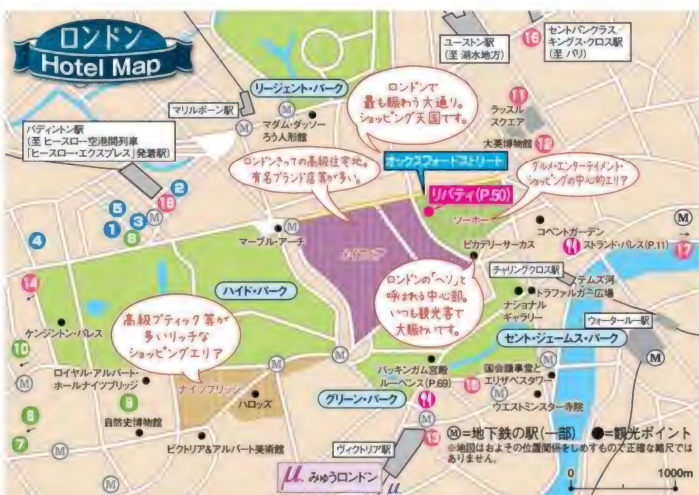 ロンドン
Hotel Map
ユーストン駅
(至 湖水地方)
セントパンクラス
キングス・クロス駅
(至 パリ)
16
リージェント・パーク
ロンドンで
最も賑わう大通り。
ショッピング天国です。
11
ラッスル
スクエア
マリルボーン駅
M
マダム・タッソー
ろう人形館
大英博物館
12
パディントン駅
(至 ヒースロー空港間列車
「ヒースロー・エクスプレス」発着駅)
ロンドンきっての高級住宅地。
有名ブランド店等が多い。
オックスフォードストリート
グルメ・エンターテイメント・
ショッピングの中心的エリア
2
18
5
1
3
8
M
4
リバティ(P.50)
ソーホー
コベントガーデン
M
17
マーブル・アーチ
M
メイフェア
ピカデリーサーカス
ストランド・パレス(P.11)
14
ハイド・パーク
ロンドンの「ヘソ」と
呼ばれる中心部。
いつも観光客で
大賑わいです。
チャリングクロス駅
テムズ河
トラファルガー広場
ナショナル
ギャラリー
ウォータールー駅
M
高級ブティック等が
多いリッチな
ショッピングエリア
ケンジントン・パレス
10
セント・ジェームス・パーク
M
ロイヤル・アルバート・
ホールナイツブリッジ
ナイツブリッジ
バッキンガム宮殿
ルーベンス(P.69)
国会議事堂と
エリザベスタワー
15
M
9
ハロッズ
グリーン・パーク
6
自然史博物館
ウエストミンスター寺院
7
M
ビクトリア&アルバート美術館
ヴィクトリア駅
13
M=地下鉄の駅(一部) ●=観光ポイント
※地図はおよその位置関係をしめすもので正確な縮尺では
ありません。
μ. みゅうロンドン
μ
0 1000m